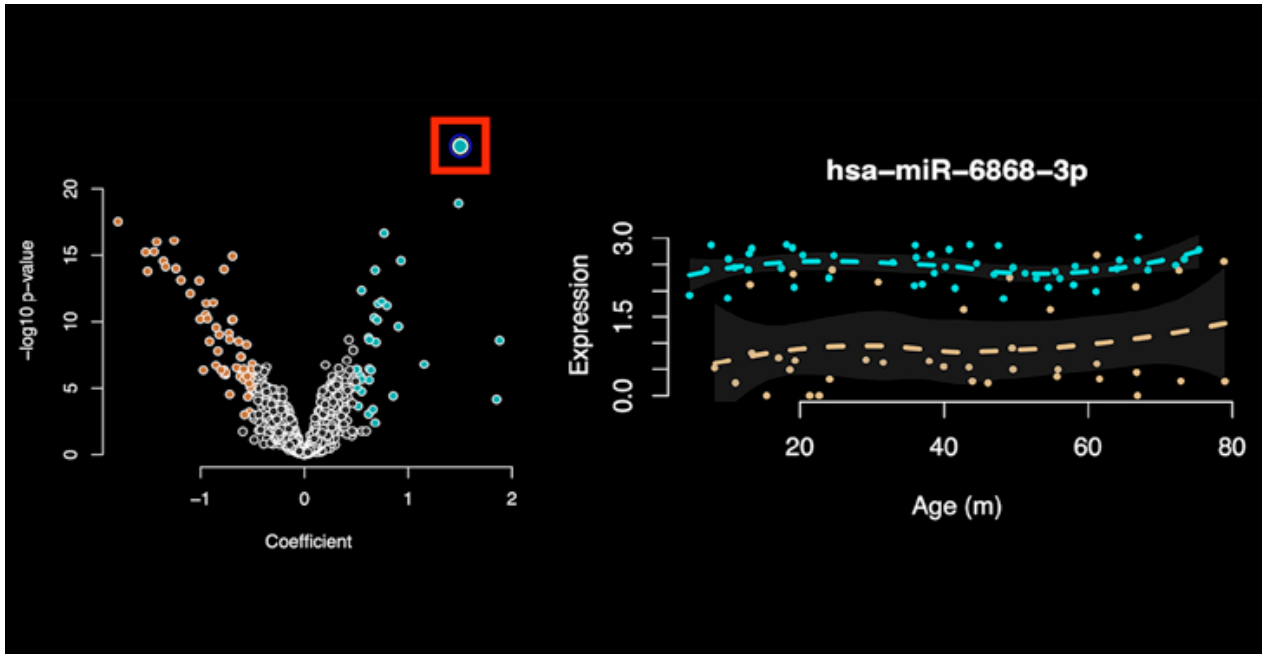 −log10 p-value
20
15
10
5
0
−1 0 1 2
Coefficient
hsa−miR−6868−3p
Expression
3.0
1.5
0.0
20 40 60 80
Age (m)